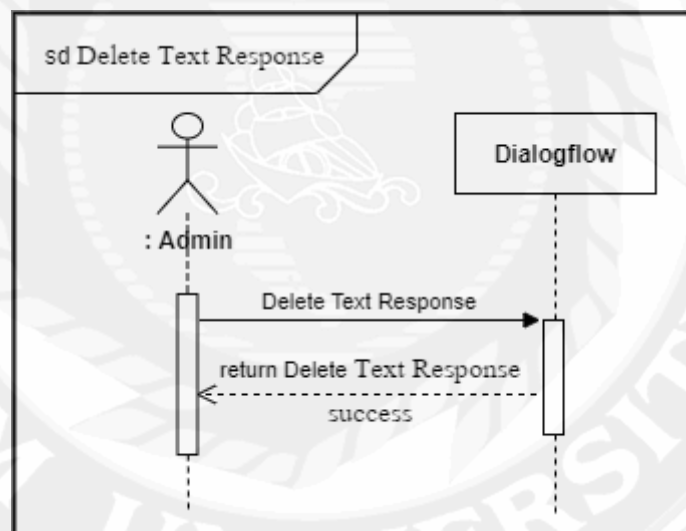 sd Delete Text Response
Dialogflow
: Admin
Delete Text Response
return Delete Text Response
success